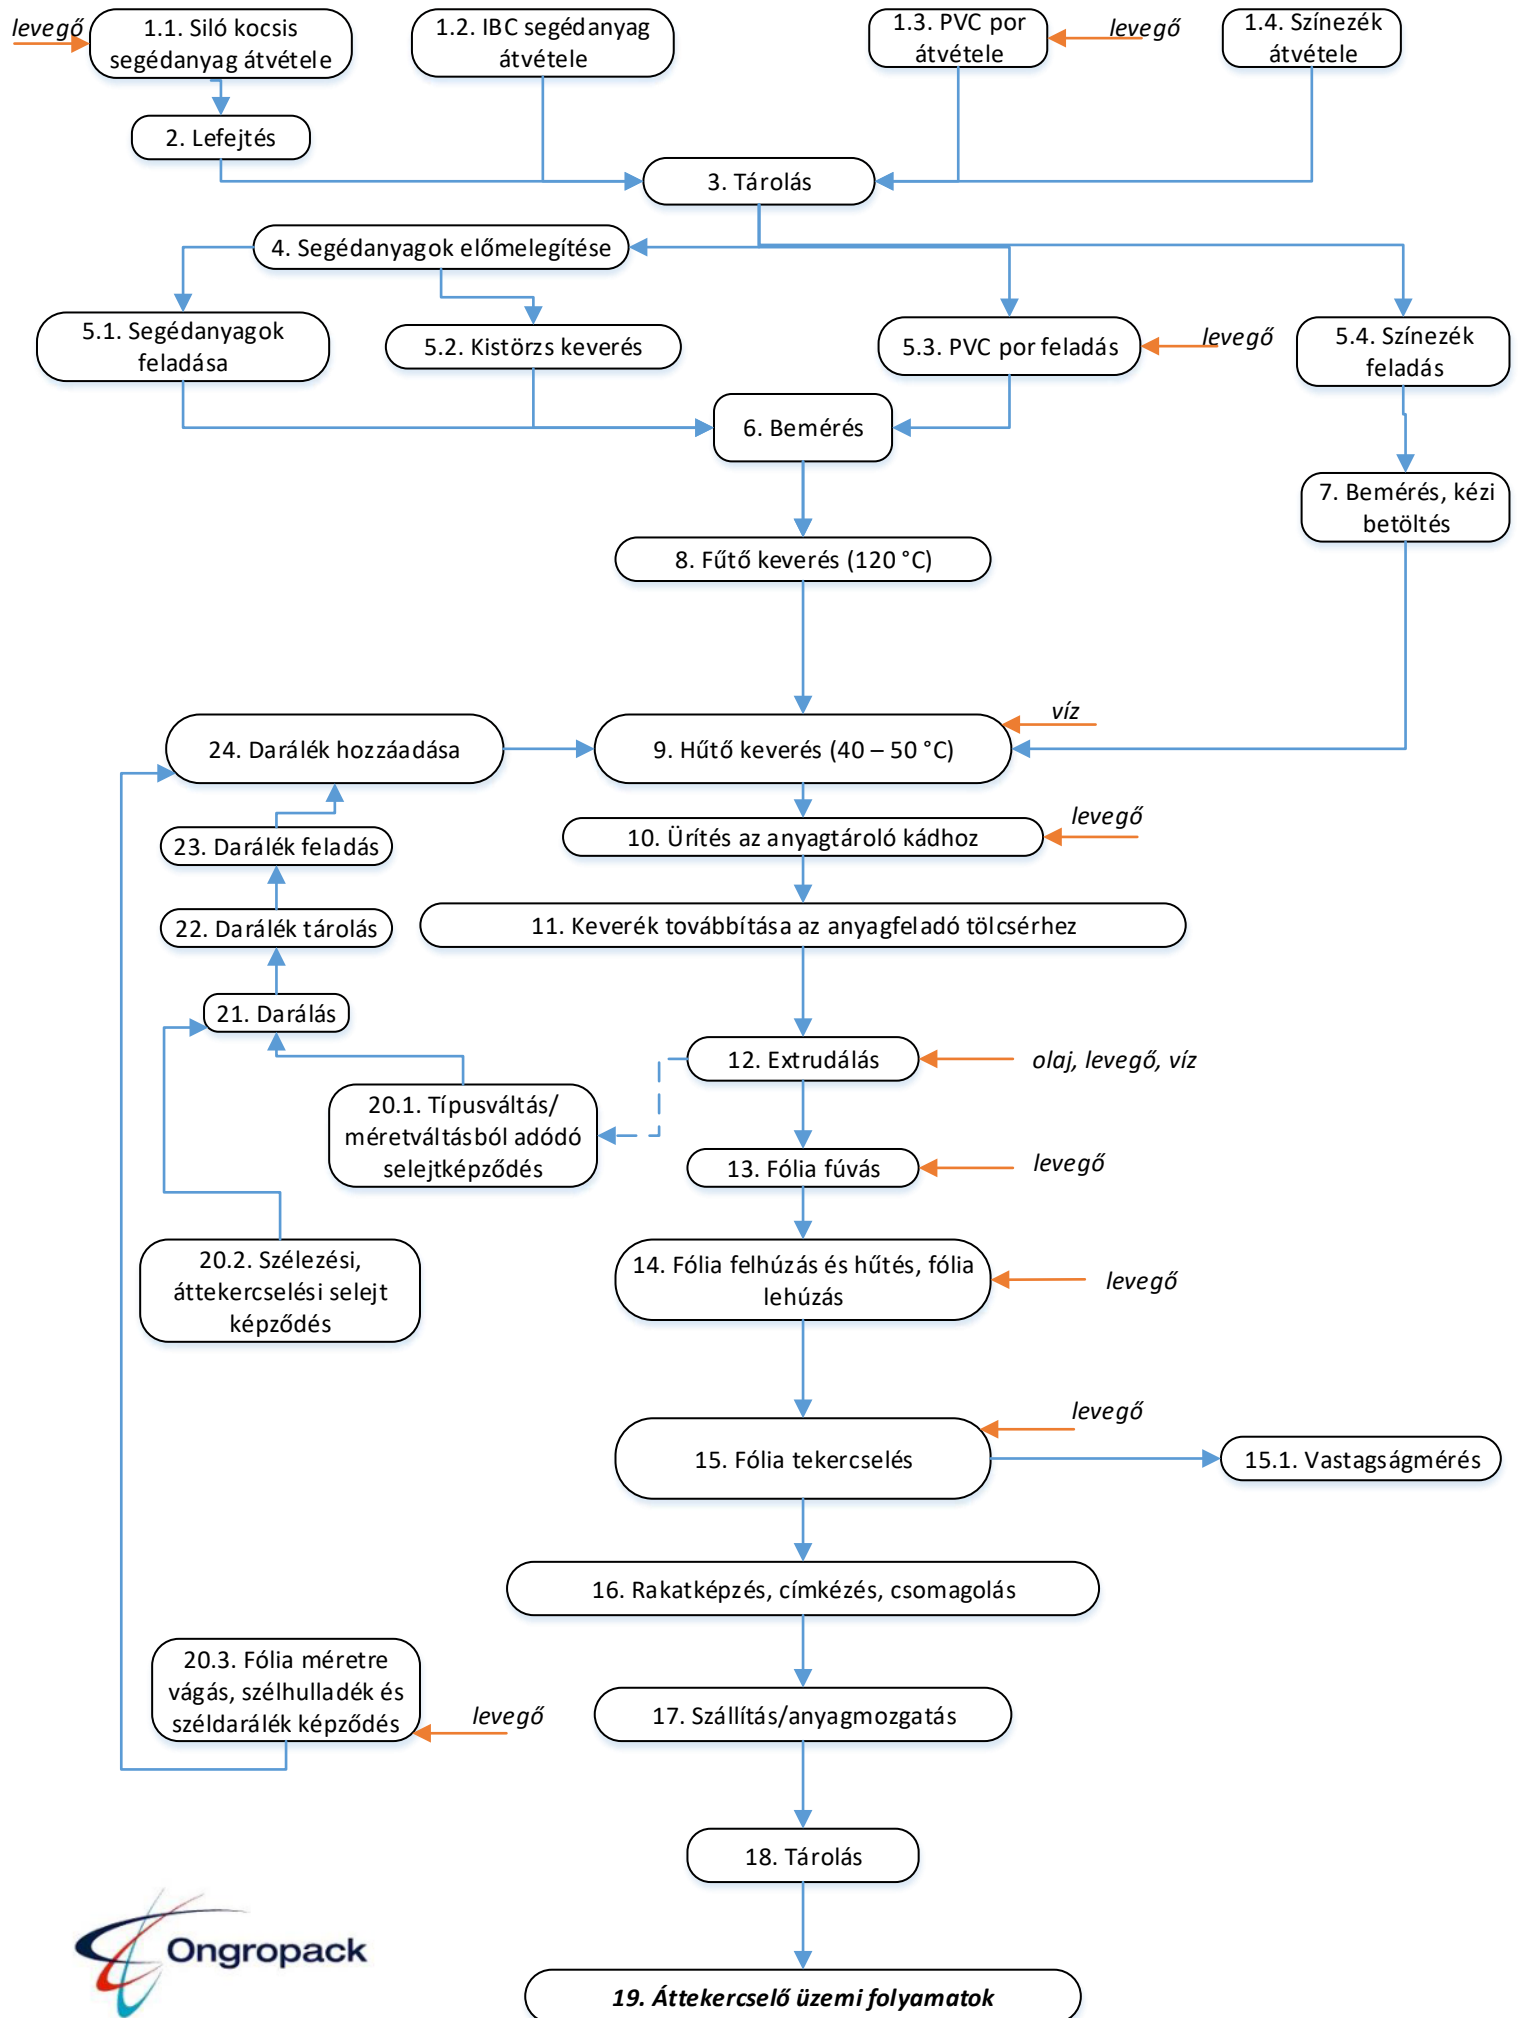 levegő
1.1. Siló kocsis
segédanyag átvétele
1.2. IBC segédanyag
átvétele
1.3. PVC por
átvétele
levegő
1.4. Színezék
átvétele
2. Lefejtés
3. Tárolás
4. Segédanyagok előmelegítése
5.1. Segédanyagok
feladása
5.2. Kistörzs keverés
5.3. PVC por feladás
levegő
5.4. Színezék
feladás
6. Bemérés
7. Bemérés, kézi
betöltés
8. Fűtő keverés (120 °C)
víz
24. Darálék hozzáadása
9. Hűtő keverés (40 – 50 °C)
levegő
23. Darálék feladás
10. Ürítés az anyagtároló kádhoz
22. Darálék tárolás
11. Keverék továbbítása az anyagfeladó tölcsérhez
21. Darálás
12. Extrudálás
olaj, levegő, víz
20.1. Típusváltás/
méretváltásból adódó
selejtképződés
13. Fólia fúvás
levegő
20.2. Szélezési,
áttekercselési selejt
képződés
14. Fólia felhúzás és hűtés, fólia
lehúzás
levegő
levegő
15. Fólia tekercselés
15.1. Vastagságmérés
16. Rakatképzés, címkézés, csomagolás
20.3. Fólia méretre
vágás, szélhulladék és
széldarálék képződés
levegő
17. Szállítás/anyagmozgatás
18. Tárolás
Ongropack
19. Áttekercselő üzemi folyamatok